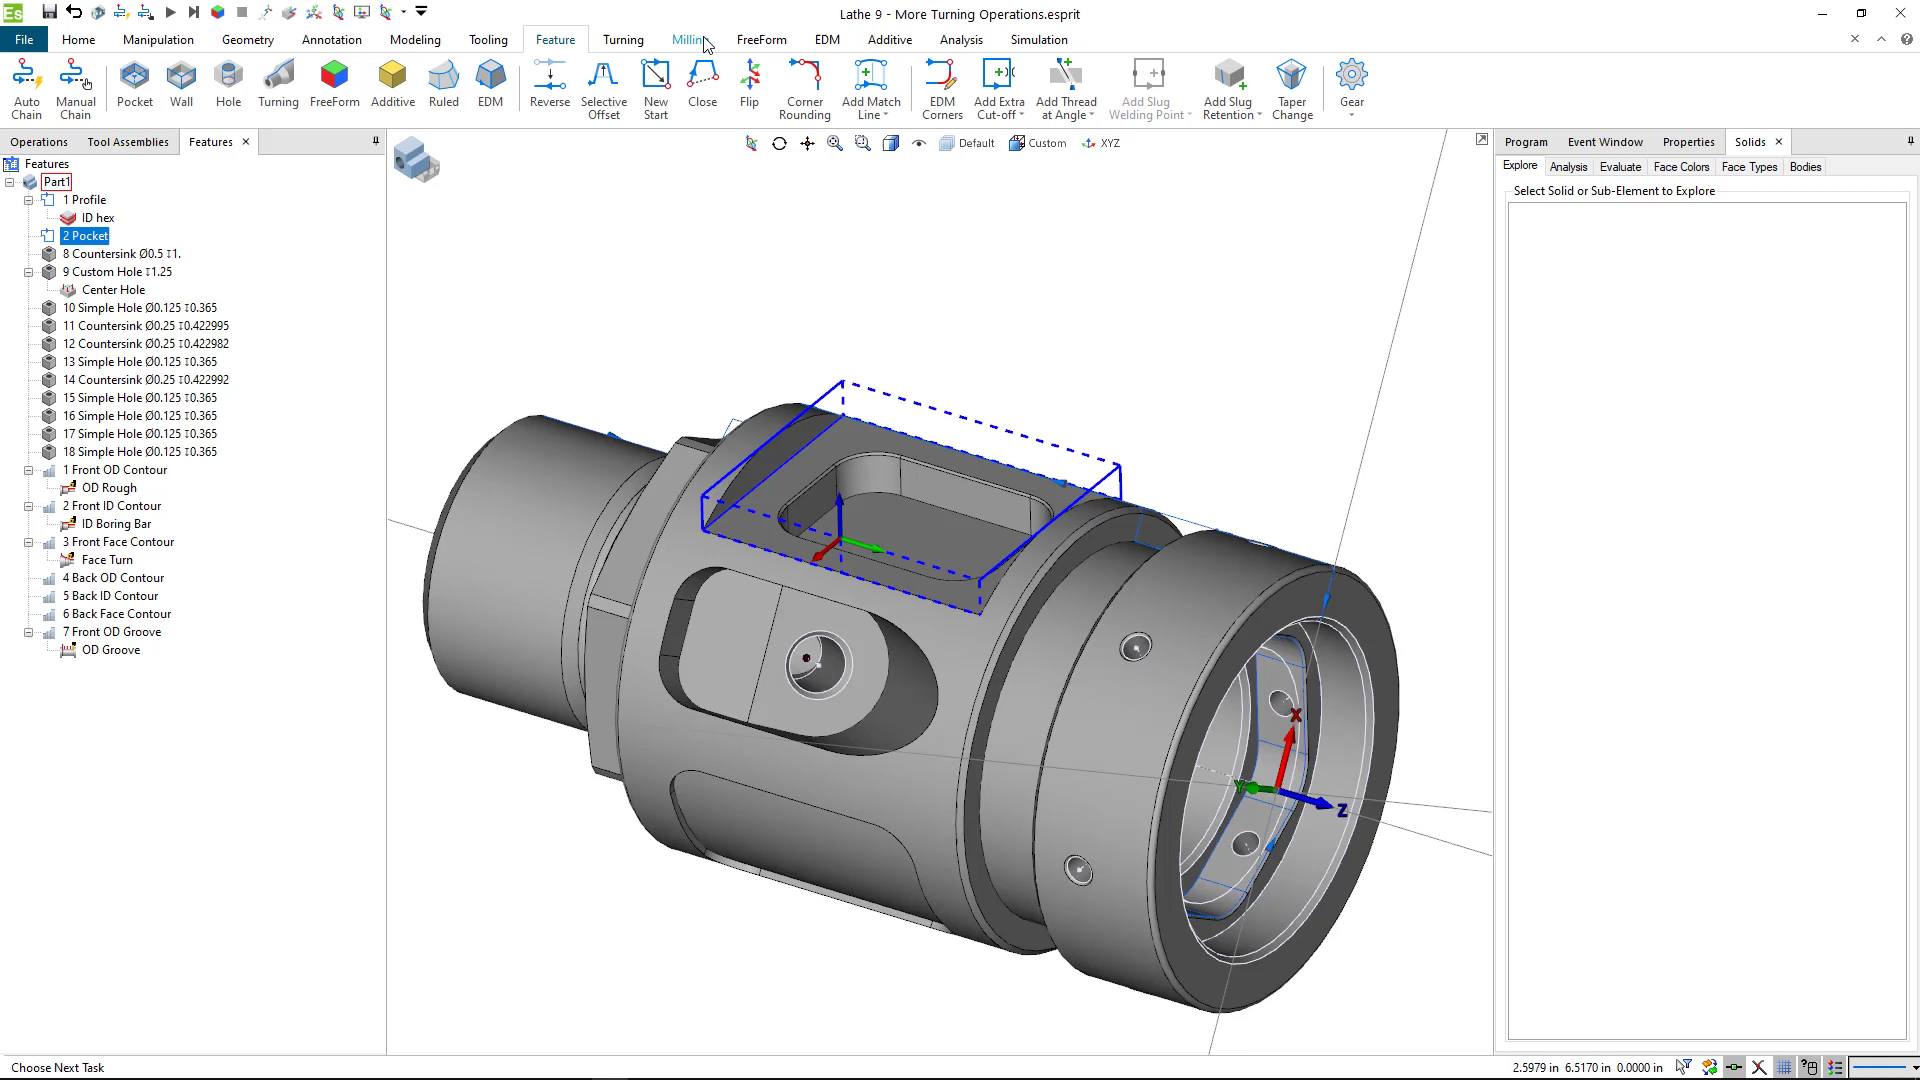 Es
Lathe 9 - More Turning Operations.esprit
File Home Manipulation Geometry Annotation Modeling Tooling Feature Turning Millin FreeForm EDM Additive Analysis Simulation
Auto Chain
Manual Chain
Pocket
Wall
Hole
Turning
FreeForm
Additive
Ruled
EDM
Reverse
Selective Offset
New Start
Close
Flip
Corner Rounding
Add Match Line
EDM Corners
Add Extra Cut-off
Add Thread at Angle
Add Slug Welding Point
Add Slug Retention
Taper Change
Gear
Operations Tool Assemblies Features
Default Custom XYZ
Program Event Window Properties Solids
Explore Analysis Evaluate Face Colors Face Types Bodies
Select Solid or Sub-Element to Explore
Features
Part1
1 Profile
ID hex
2 Pocket
8 Countersink Ø0.5 ↧1.
9 Custom Hole ↧1.25
Center Hole
10 Simple Hole Ø0.125 ↧0.365
11 Countersink Ø0.25 ↧0.422995
12 Countersink Ø0.25 ↧0.422982
13 Simple Hole Ø0.125 ↧0.365
14 Countersink Ø0.25 ↧0.422992
15 Simple Hole Ø0.125 ↧0.365
16 Simple Hole Ø0.125 ↧0.365
17 Simple Hole Ø0.125 ↧0.365
18 Simple Hole Ø0.125 ↧0.365
1 Front OD Contour
OD Rough
2 Front ID Contour
ID Boring Bar
3 Front Face Contour
Face Turn
4 Back OD Contour
5 Back ID Contour
6 Back Face Contour
7 Front OD Groove
OD Groove
X
Y
Z
Choose Next Task
2.5979 in 6.5170 in 0.0000 in